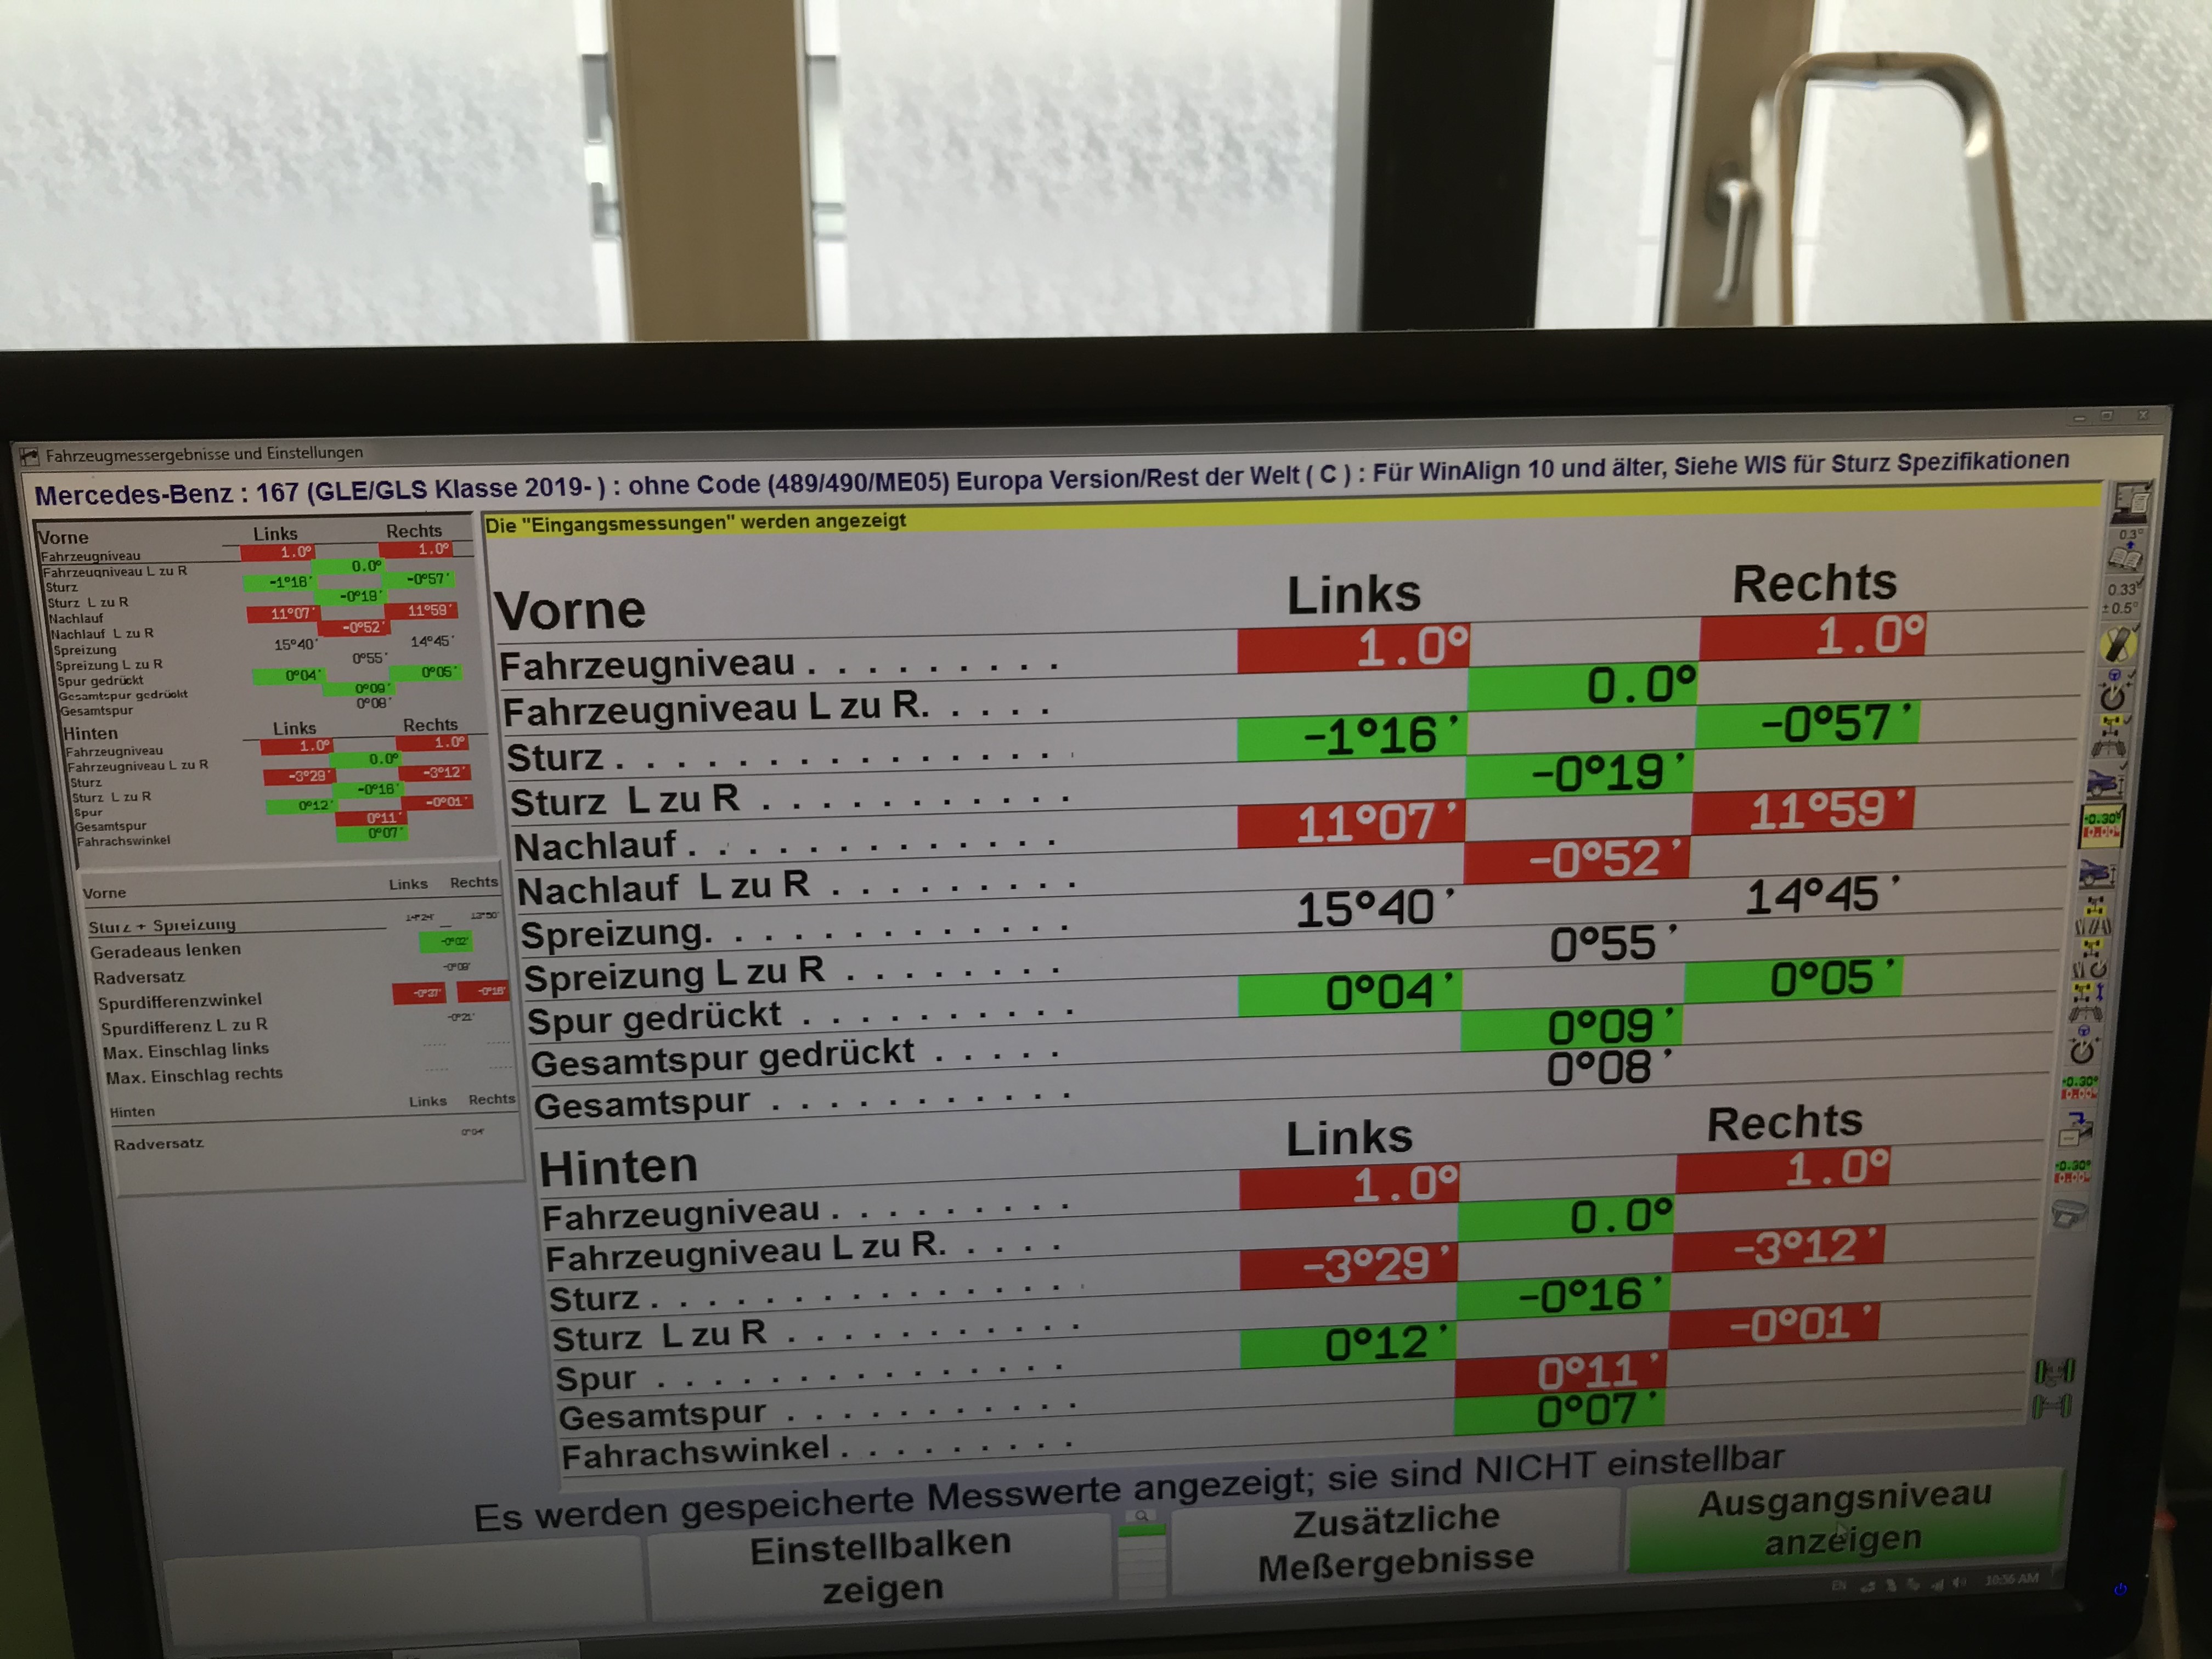 Fahrzeugmessergebnisse und Einstellungen
Mercedes-Benz : 167 (GLE/GLS Klasse 2019- ) : ohne Code (489/490/ME05) Europa Version/Rest der Welt ( C ) : Für WinAlign 10 und älter, Siehe WIS für Sturz Spezifikationen
Vorne Links Rechts
Fahrzeugniveau 1.0° 1.0°
Fahrzeugniveau L zu R 0.0°
Sturz -1°16' -0°57'
Sturz L zu R -0°19'
Nachlauf 11°07' 11°59'
Nachlauf L zu R -0°52'
Spreizung 15°40' 14°45'
Spreizung L zu R 0°55'
Spur gedrückt 0°04' 0°05'
Gesamtspur gedrückt 0°09'
Gesamtspur 0°08'
Hinten Links Rechts
Fahrzeugniveau 1.0° 1.0°
Fahrzeugniveau L zu R 0.0°
Sturz -3°29' -3°12'
Sturz L zu R -0°16'
Spur 0°12' -0°01'
Gesamtspur 0°11'
Fahrachswinkel 0°07'
Vorne Links Rechts
Sturz + Spreizung
Geradeaus lenken -0°02'
Radversatz
Spurdifferenzwinkel
Spurdifferenz L zu R -0°21'
Max. Einschlag links
Max. Einschlag rechts
Hinten Links Rechts
Radversatz 0°04'
Die "Eingangsmessungen" werden angezeigt
Vorne Links Rechts
Fahrzeugniveau . . . . . . . . . 1.0° 1.0°
Fahrzeugniveau L zu R. . . . . 0.0°
Sturz . . . . . . . . . . . . . . . -1°16' -0°57'
Sturz L zu R . . . . . . . . . . . -0°19'
Nachlauf . . . . . . . . . . . . . 11°07' 11°59'
Nachlauf L zu R . . . . . . . . . -0°52'
Spreizung. . . . . . . . . . . . . 15°40' 14°45'
Spreizung L zu R . . . . . . . . 0°55'
Spur gedrückt . . . . . . . . . . 0°04' 0°05'
Gesamtspur gedrückt . . . . . 0°09'
Gesamtspur . . . . . . . . . . . 0°08'
Hinten Links Rechts
Fahrzeugniveau . . . . . . . . . 1.0° 1.0°
Fahrzeugniveau L zu R. . . . . 0.0°
Sturz . . . . . . . . . . . . . . . -3°29' -3°12'
Sturz L zu R . . . . . . . . . . . -0°16'
Spur . . . . . . . . . . . . . . . 0°12' -0°01'
Gesamtspur . . . . . . . . . . . 0°11'
Fahrachswinkel . . . . . . . . . 0°07'
Es werden gespeicherte Messwerte angezeigt; sie sind NICHT einstellbar
Einstellbalken
zeigen
Zusätzliche
Meßergebnisse
Ausgangsniveau
anzeigen
EN 10:36 AM
0.3°
0.33
±0.5°